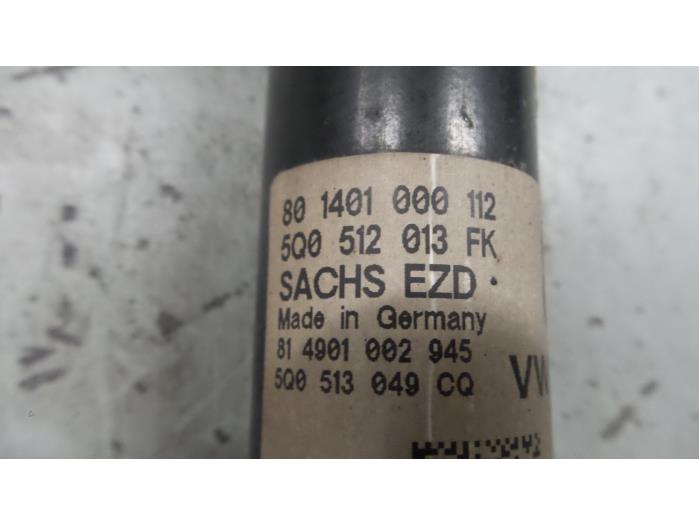 80 1401 000 112
5Q0 512 013 FK
SACHS EZD
Made in Germany
81 4901 002 945
5Q0 513 049 CQ
VW